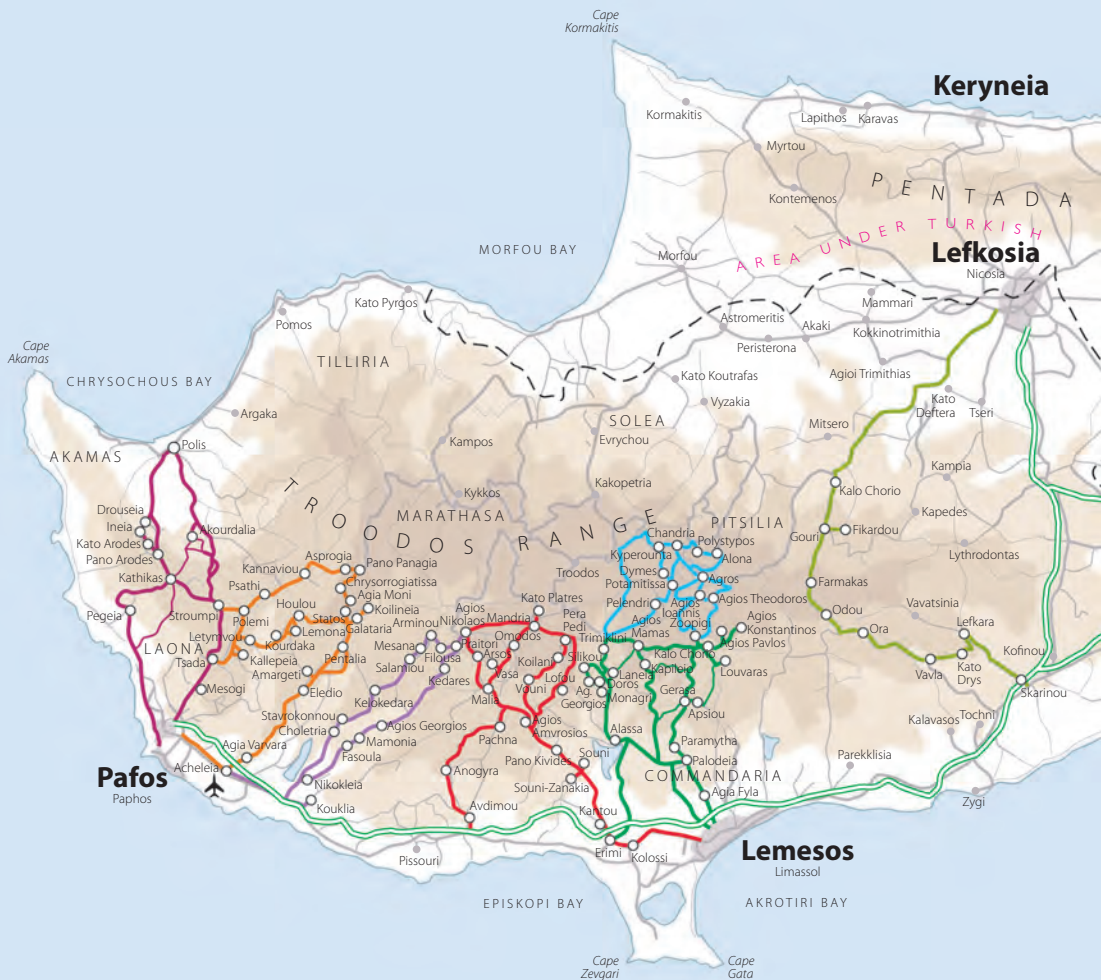 Cape
Kormakitis
Keryneia
Kormakitis
Lapithos
Karavas
Myrtou
PENTADA
Kontemenos
AREA UNDER TURKISH
MORFOU BAY
Lefkosia
Nicosia
Morfou
Kato Pyrgos
Mammari
Pomos
Astromeritis
Akaki
Kokkinotrimithia
Cape
Akamas
Peristerona
TILLIRIA
CHRYSOCHOUS BAY
Kato Koutrafas
Agioi Trimithias
Vyzakia
Kato
Deftera
Tseri
Argaka
SOLEA
Mitsero
Polis
Kampos
Evrychou
AKAMAS
Kampia
Kakopetria
Kalo Chorio
Kykkos
TROODOS RANGE
MARATHASA
PITSILIA
Kapedes
Drouseia
Ineia
Akourdalia
Chandria
Polystypos
Gouri
Fikardou
Kato Arodes
Kyperounta
Alona
Lythrodontas
Pano Arodes
Asprogia
Pano Panagia
Kannaviou
Troodos
Dymes
Kathikas
Psathi
Chrysorrogiatissa
Potamitissa
Agros
Farmakas
Agia Moni
Pegeia
Stroumpi
Polemi
Houlou
Statos
Koilineia
Kato Platres
Pelendri
Agios
Ioannis
Agios Theodoros
Vavatsinia
Galataria
Agios
Nikolaos
Mandria
Pera
Pedi
Odou
Letymvou
Lemona
Arminou
Agios
Mamas
Zoopigi
Agios
Konstantinos
Lefkara
LAONA
Kourdaka
Praitori
Omodos
Trimiklini
Ora
Tsada
Kallepeia
Pentalia
Mesana
Filousa
Arsos
Koilani
Silikou
Kalo Chorio
Agios Pavlos
Kofinou
Amargeti
Salamiou
Vasa
Laneia
Kapileio
Louvaras
Vavla
Kato
Drys
Kedares
Lofou
Doros
Mesogi
Eledio
Malia
Vouni
Ag.
Georgios
Monagri
Gerasa
Skarinou
Kelokedara
Apsiou
Stavrokonnou
Tochni
Choletria
Agios Georgios
Pachna
Agios
Amvrosios
Alassa
Kalavasos
Agia Varvara
Mamonia
Souni
Paramytha
Parekklisia
Fasoula
Pano Kivides
Palodeia
Acheleia
Anogyra
COMMANDARIA
Pafos
Paphos
Nikokleia
Souni-Zanakia
Agia Fyla
Zygi
Kouklia
Avdimou
Kantou
Pissouri
Erimi
Kolossi
Lemesos
Limassol
EPISKOPI BAY
AKROTIRI BAY
Cape
Zevgari
Cape
Gata